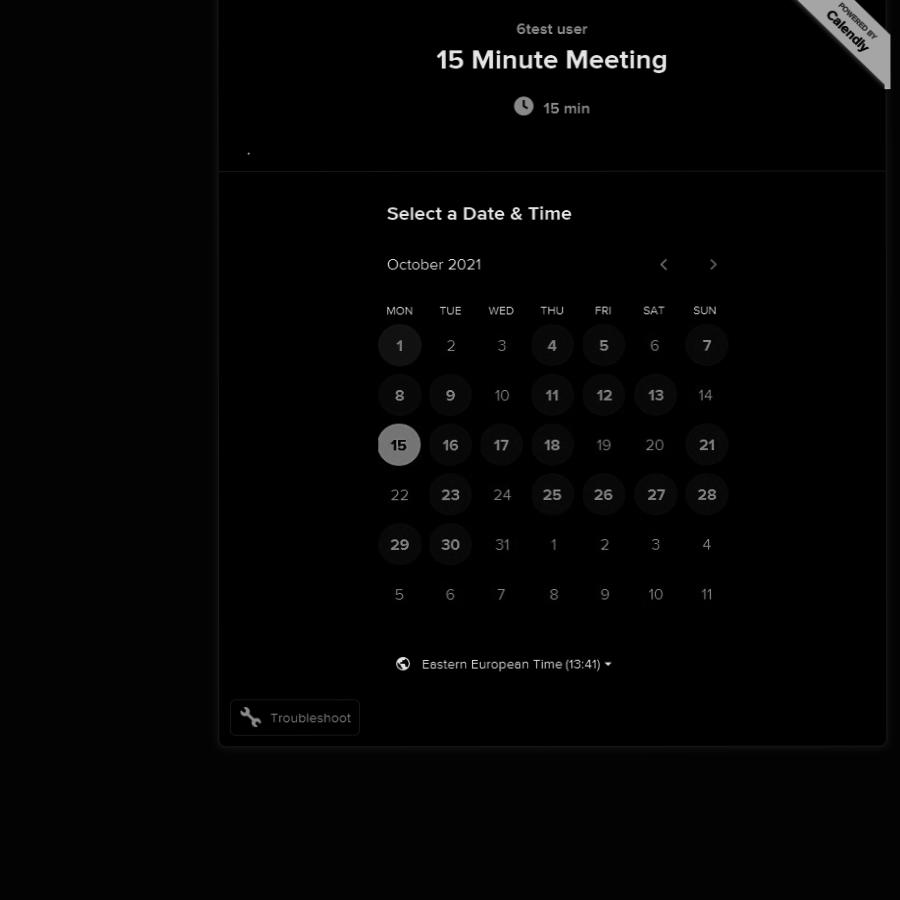 POWERED BY
Calendly
6test user
15 Minute Meeting
15 min
Select a Date & Time
October 2021
MON TUE WED THU FRI SAT SUN
1 2 3 4 5 6 7
8 9 10 11 12 13 14
15 16 17 18 19 20 21
22 23 24 25 26 27 28
29 30 31 1 2 3 4
5 6 7 8 9 10 11
Eastern European Time (13:41)
Troubleshoot